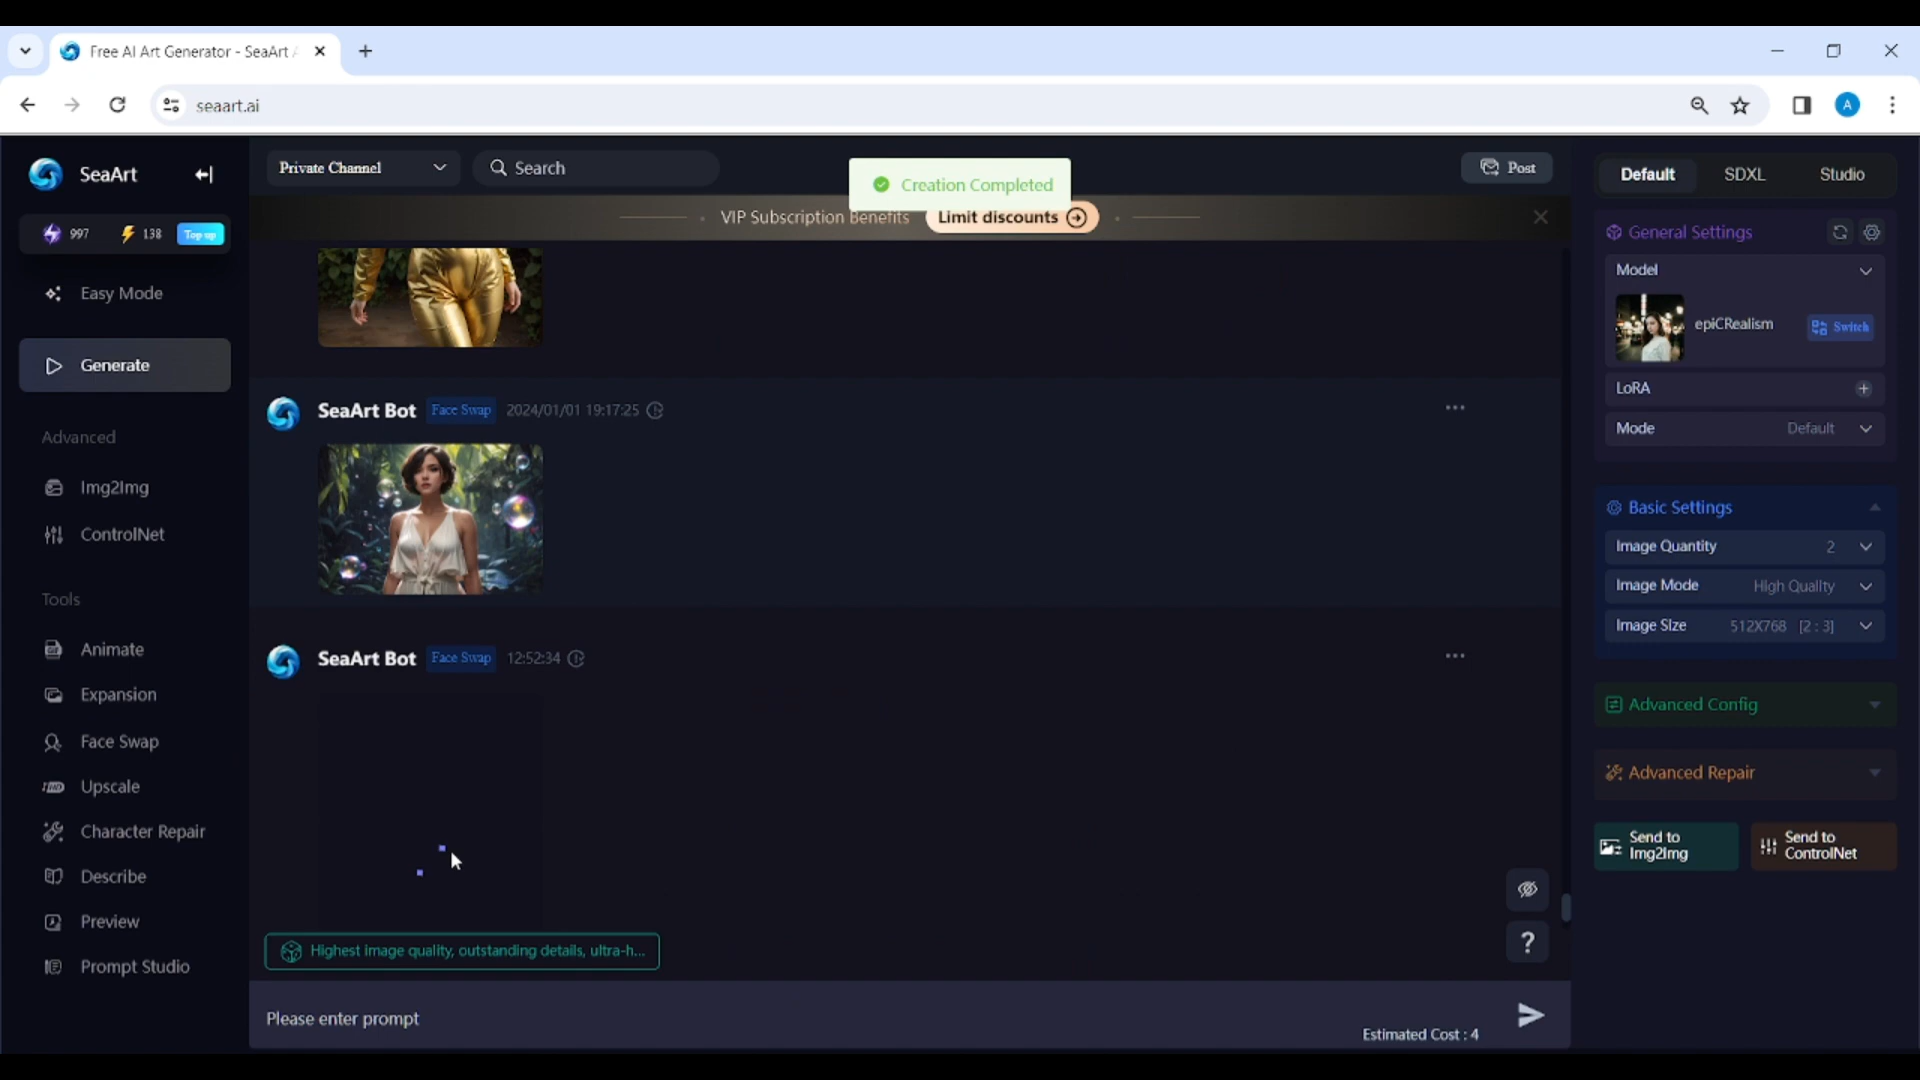 Free AI Art Generator - SeaArt A
seaart.ai
A
SeaArt
997
138
Top up
Easy Mode
Generate
Advanced
Img2Img
ControlNet
Tools
Animate
Expansion
Face Swap
Upscale
Character Repair
Describe
Preview
Prompt Studio
Private Channel
Search
Post
Creation Completed
VIP Subscription Benefits
Limit discounts
SeaArt Bot Face Swap 2024/01/01 19:17:25
SeaArt Bot Face Swap 12:52:34
Highest image quality, outstanding details, ultra-h...
Please enter prompt
Estimated Cost : 4
?
Default SDXL Studio
General Settings
Model
epiCRealism
Switch
LoRA
Mode Default
Basic Settings
Image Quantity 2
Image Mode High Quality
Image Size 512X768 [2 : 3]
Advanced Config
Advanced Repair
Send to
Img2Img
Send to
ControlNet